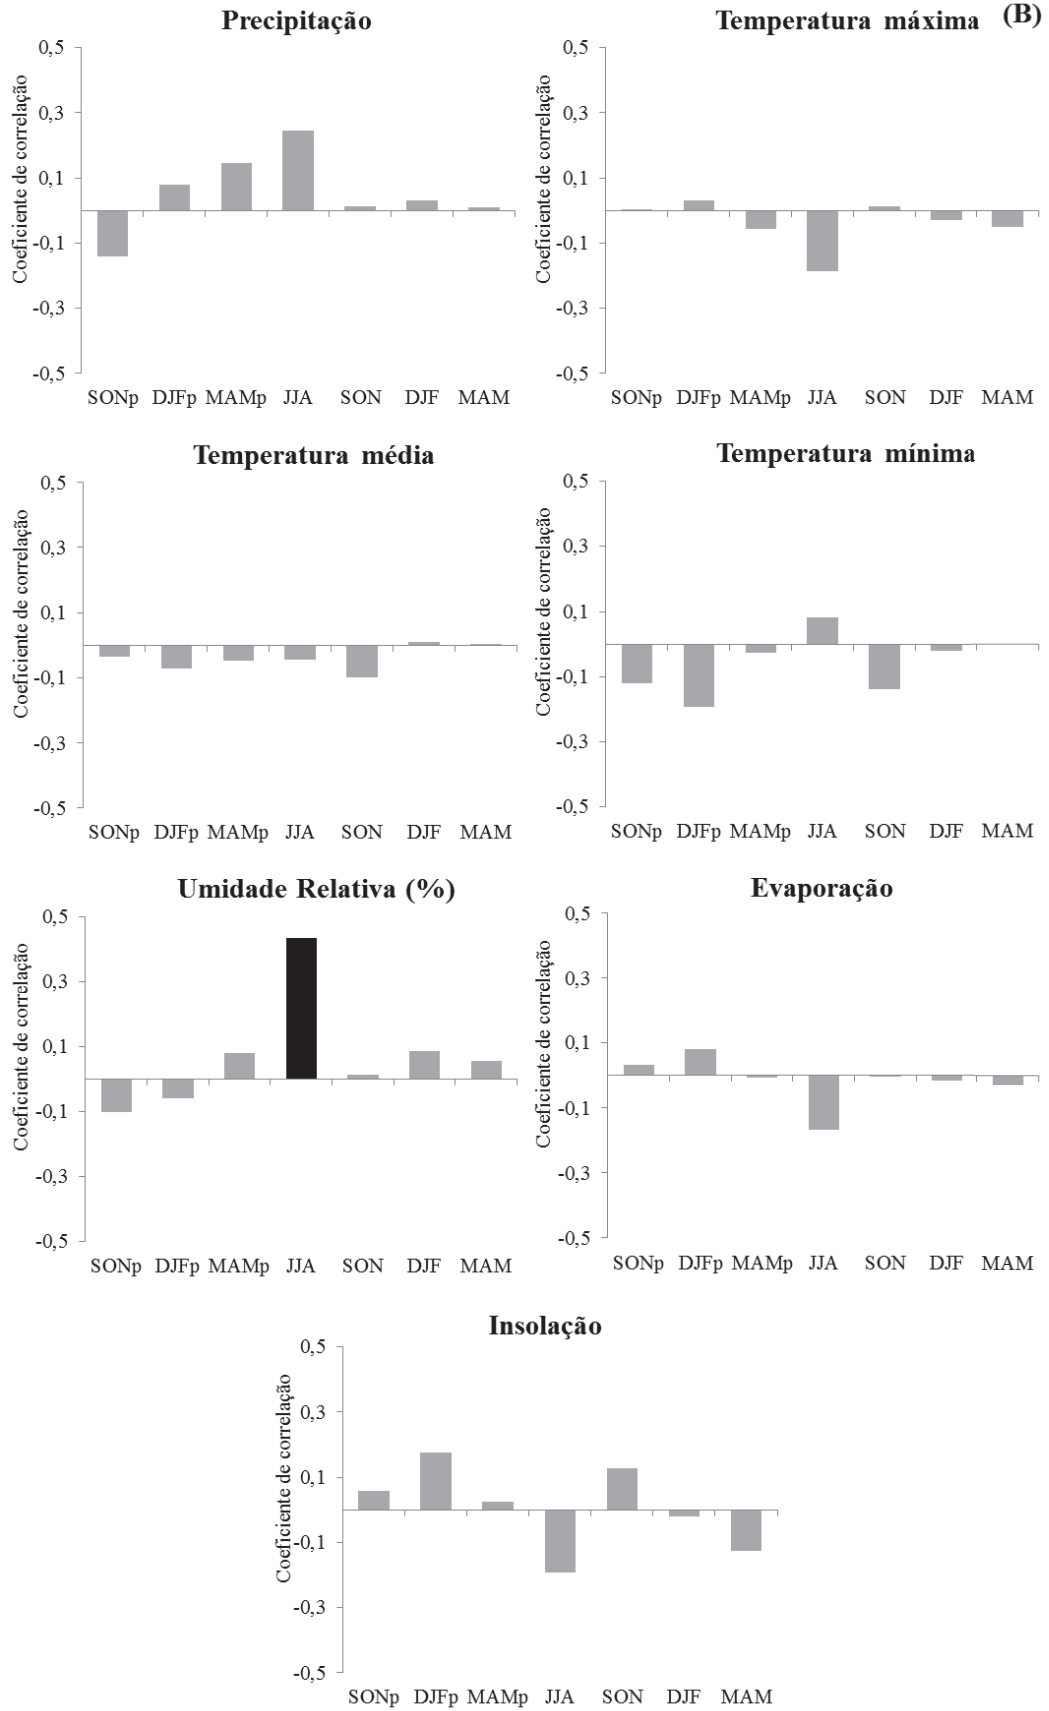 Precipitação
Coeficiente de correlação
0,5
0,3
0,1
-0,1
-0,3
-0,5
SONp DJFp MAMp JJA SON DJF MAM
Temperatura máxima (B)
Coeficiente de correlação
0,5
0,3
0,1
-0,1
-0,3
-0,5
SONp DJFp MAMp JJA SON DJF MAM
Temperatura média
Coeficiente de correlação
0,5
0,3
0,1
-0,1
-0,3
-0,5
SONp DJFp MAMp JJA SON DJF MAM
Temperatura mínima
Coeficiente de correlação
0,5
0,3
0,1
-0,1
-0,3
-0,5
SONp DJFp MAMp JJA SON DJF MAM
Umidade Relativa (%)
Coeficiente de correlação
0,5
0,3
0,1
-0,1
-0,3
-0,5
SONp DJFp MAMp JJA SON DJF MAM
Evaporação
Coeficiente de correlação
0,5
0,3
0,1
-0,1
-0,3
-0,5
SONp DJFp MAMp JJA SON DJF MAM
Insolação
Coeficiente de correlação
0,5
0,3
0,1
-0,1
-0,3
-0,5
SONp DJFp MAMp JJA SON DJF MAM